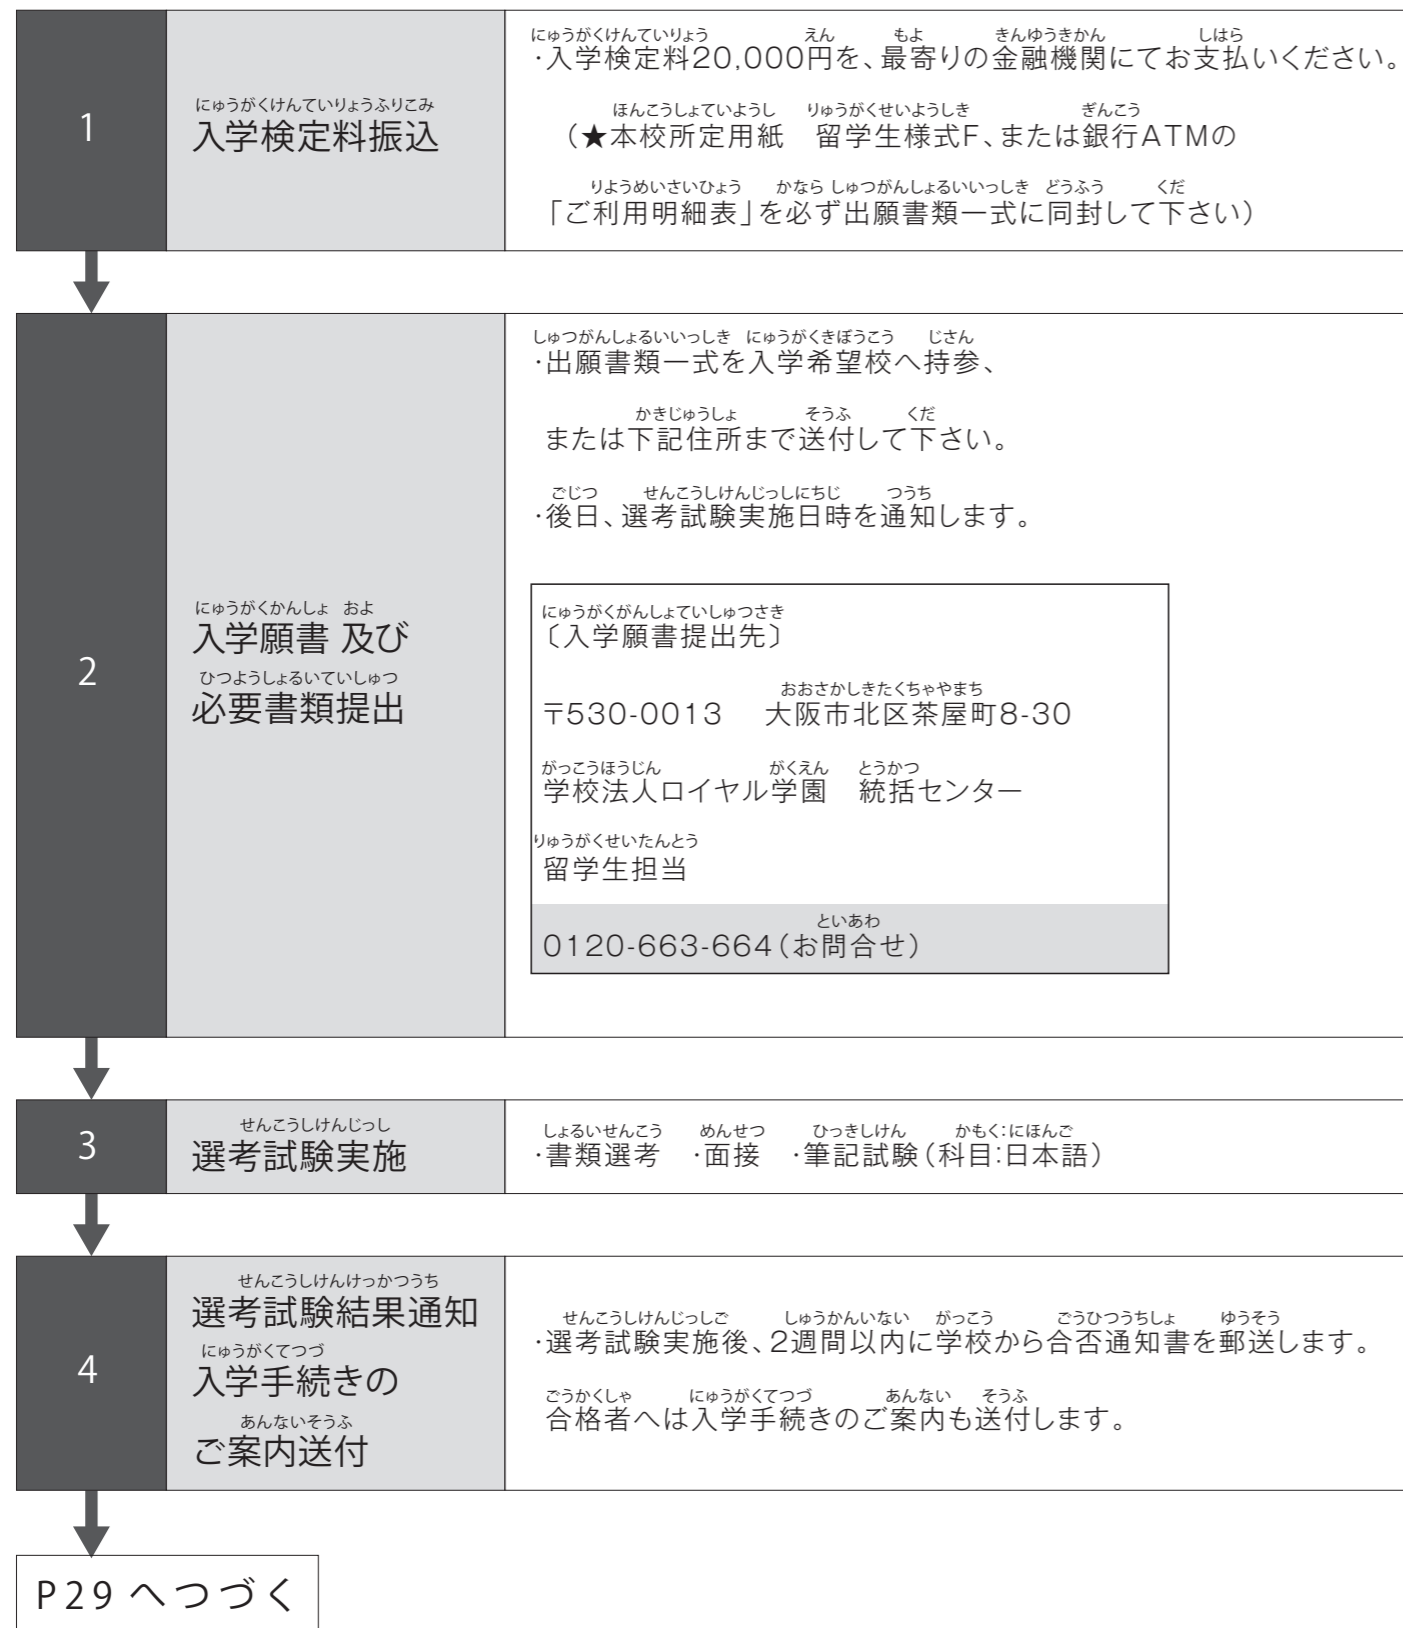 1
にゅうがくけんていりょうふりこみ
入学検定料振込
にゅうがくけんていりょう えん もよ きんゆうきかん しはら
・入学検定料20,000円を、最寄りの金融機関にてお支払いください。
ほんこうしょていようし りゅうがくせいようしき ぎんこう
（★本校所定用紙　留学生様式F、または銀行ATMの
りようめいさいひょう かなら しゅつがんしょるいいっしき どうふう くだ
「ご利用明細表」を必ず出願書類一式に同封して下さい）
2
にゅうがくかんしょ およ
入学願書 及び
ひつようしょるいていしゅつ
必要書類提出
しゅつがんしょるいいっしき にゅうがくきぼうこう じさん
・出願書類一式を入学希望校へ持参、
かきじゅうしょ そうふ くだ
または下記住所まで送付して下さい。
ごじつ せんこうしけんじっしにちじ つうち
・後日、選考試験実施日時を通知します。
にゅうがくがんしょていしゅつさき
〔入学願書提出先〕
おおさかしきたくちゃやまち
〒530-0013　大阪市北区茶屋町8-30
がっこうほうじん がくえん とうかつ
学校法人ロイヤル学園　統括センター
りゅうがくせいたんとう
留学生担当
といあわ
0120-663-664（お問合せ）
3
せんこうしけんじっし
選考試験実施
しょるいせんこう めんせつ ひっきしけん かもく:にほんご
・書類選考　・面接　・筆記試験（科目:日本語）
4
せんこうしけんけっかつうち
選考試験結果通知
にゅうがくてつづ
入学手続きの
あんないそうふ
ご案内送付
せんこうしけんじっしご しゅうかんいない がっこう ごうひつうちしょ ゆうそう
・選考試験実施後、2週間以内に学校から合否通知書を郵送します。
ごうかくしゃ にゅうがくてつづ あんない そうふ
合格者へは入学手続きのご案内も送付します。
P29 へつづく